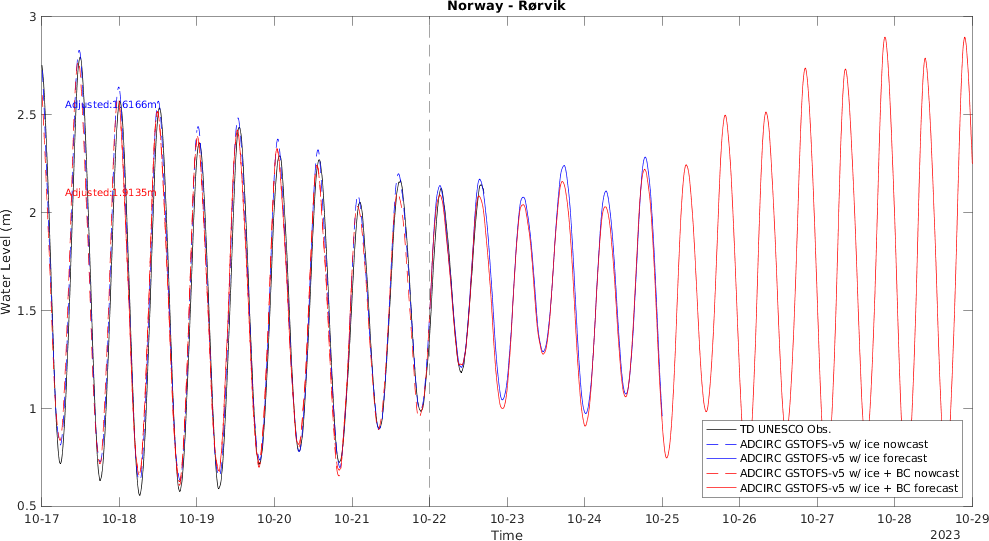 Norway - Rørvik
3
2.5
2
1.5
1
0.5
Water Level (m)
Adjusted:1.6166m
Adjusted:1.9135m
TD UNESCO Obs.
ADCIRC GSTOFS-v5 w/ ice nowcast
ADCIRC GSTOFS-v5 w/ ice forecast
ADCIRC GSTOFS-v5 w/ ice + BC nowcast
ADCIRC GSTOFS-v5 w/ ice + BC forecast
10-17 10-18 10-19 10-20 10-21 10-22 10-23 10-24 10-25 10-26 10-27 10-28 10-29
Time
2023